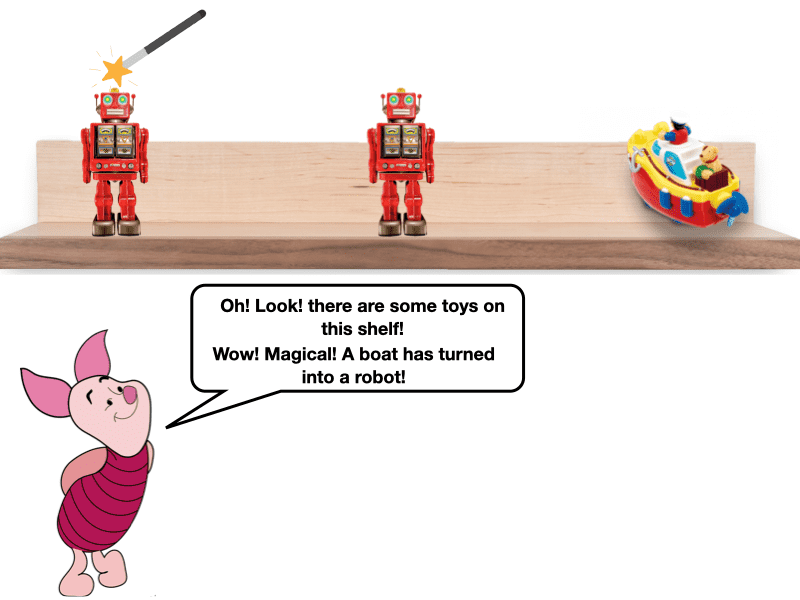 Oh! Look! there are some toys on
this shelf!
Wow! Magical! A boat has turned
into a robot!